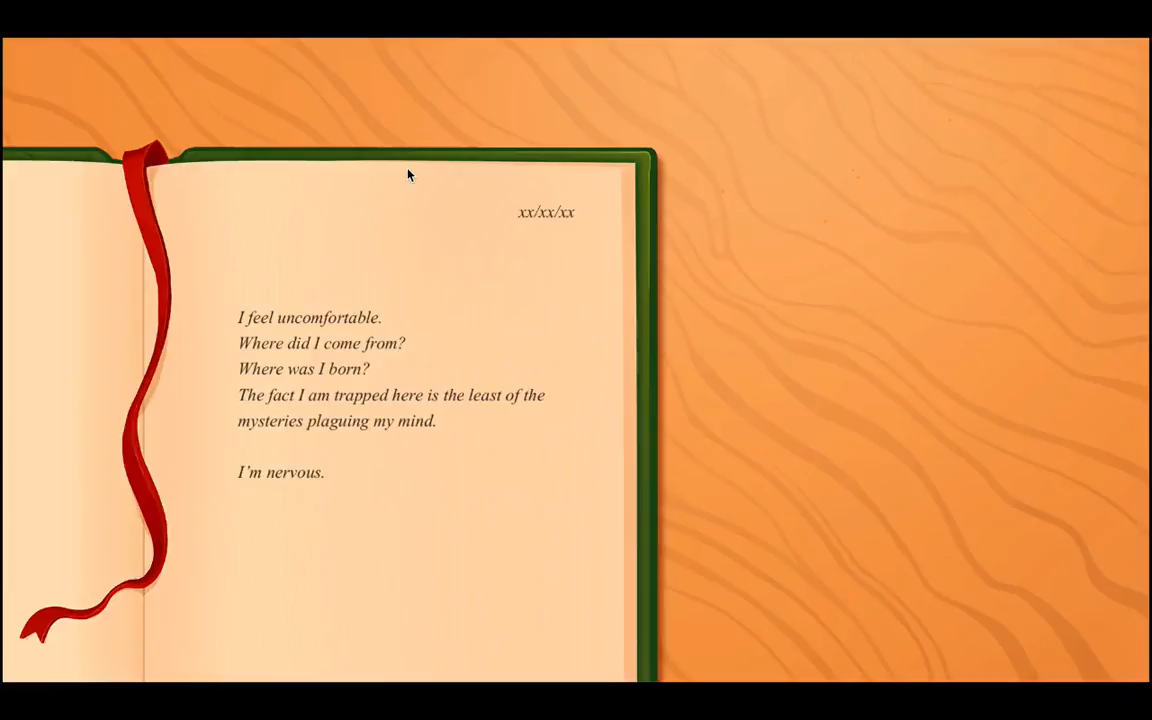 xx/xx/xx
I feel uncomfortable.
Where did I come from?
Where was I born?
The fact I am trapped here is the least of the
mysteries plaguing my mind.
I'm nervous.